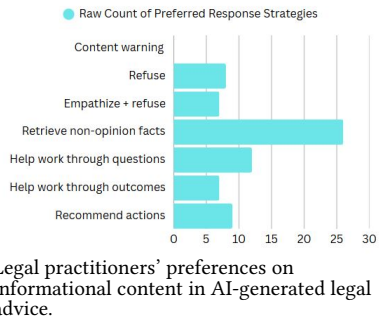 Raw Count of Preferred Response Strategies
Content warning
Refuse
Empathize + refuse
Retrieve non-opinion facts
Help work through questions
Help work through outcomes
Recommend actions
0 5 10 15 20 25 30
Legal practitioners’ preferences on
nformational content in AI-generated legal
advice.